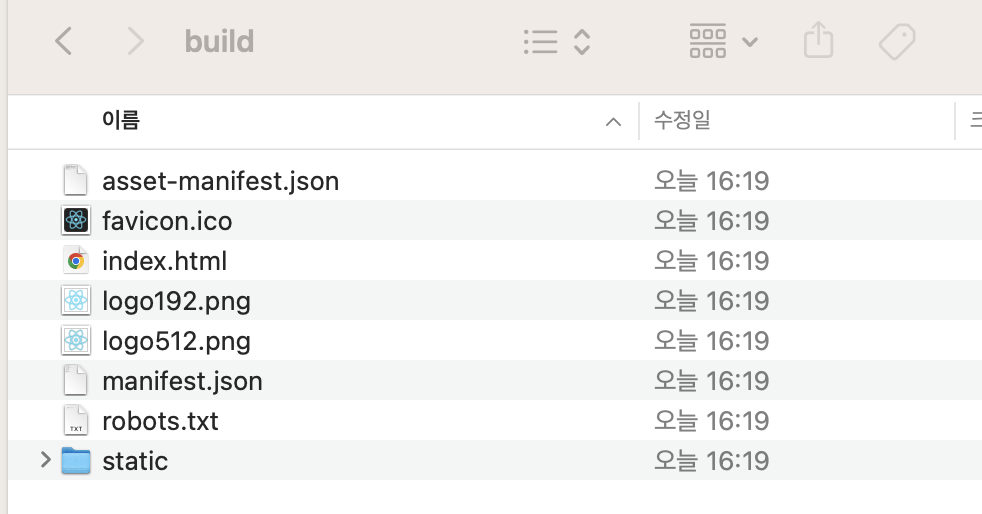 build
이름 수정일
asset-manifest.json 오늘 16:19
favicon.ico 오늘 16:19
index.html 오늘 16:19
logo192.png 오늘 16:19
logo512.png 오늘 16:19
manifest.json 오늘 16:19
robots.txt 오늘 16:19
static 오늘 16:19